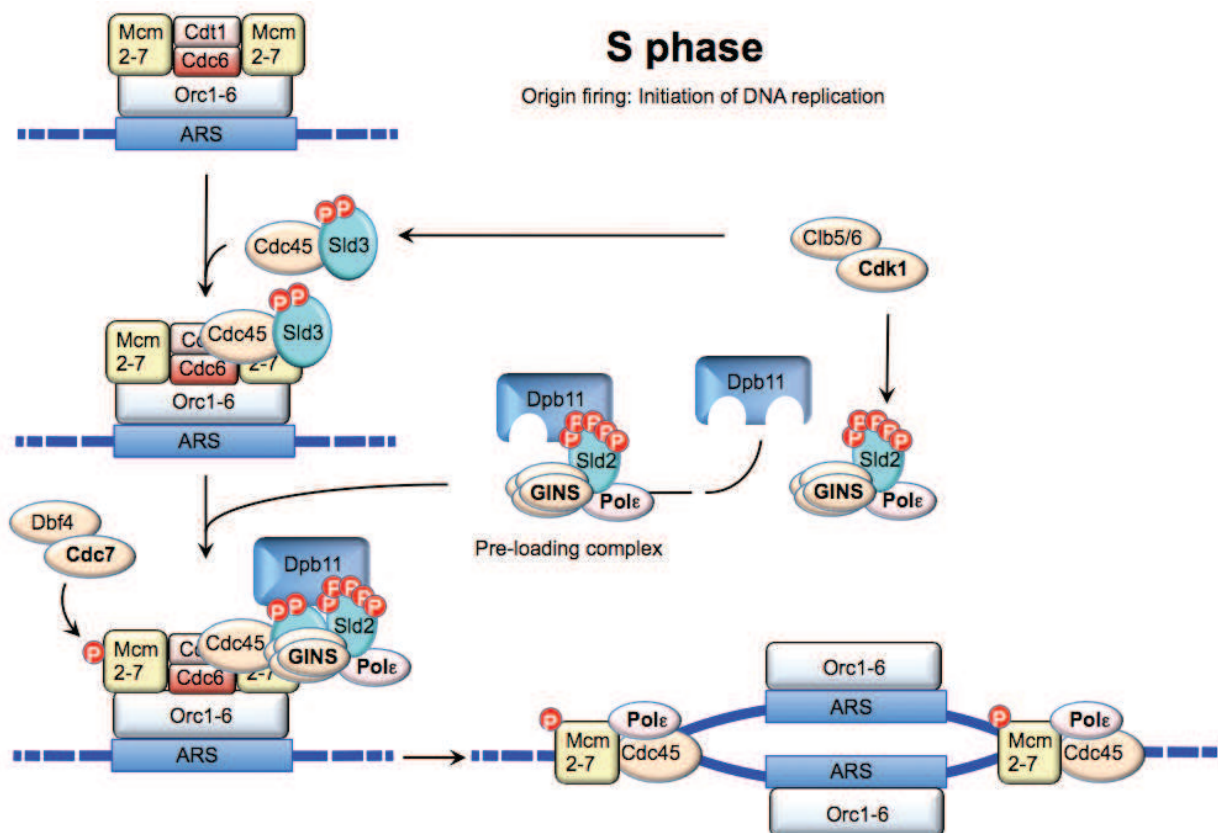 S phase
Origin firing: Initiation of DNA replication
Mcm
2-7
Cdt1
Cdc6
Mcm
2-7
Orc1-6
ARS
P P
Cdc45
Sld3
Clb5/6
Cdk1
P P
Cdc45
Sld3
Mcm
2-7
Cdc6
2-7
Orc1-6
ARS
Dpb11
P P P P
Sld2
GINS
Polε
Pre-loading complex
Dpb11
P P P P
Sld2
GINS
Polε
Dbf4
Cdc7
Dpb11
P P P P P P
P
Mcm
2-7
Cdc45
Sld2
GINS
Polε
Cdc6
2-7
Orc1-6
ARS
Orc1-6
ARS
P
Polε
Mcm
2-7
Cdc45
P
Polε
Mcm
2-7
Cdc45
ARS
Orc1-6